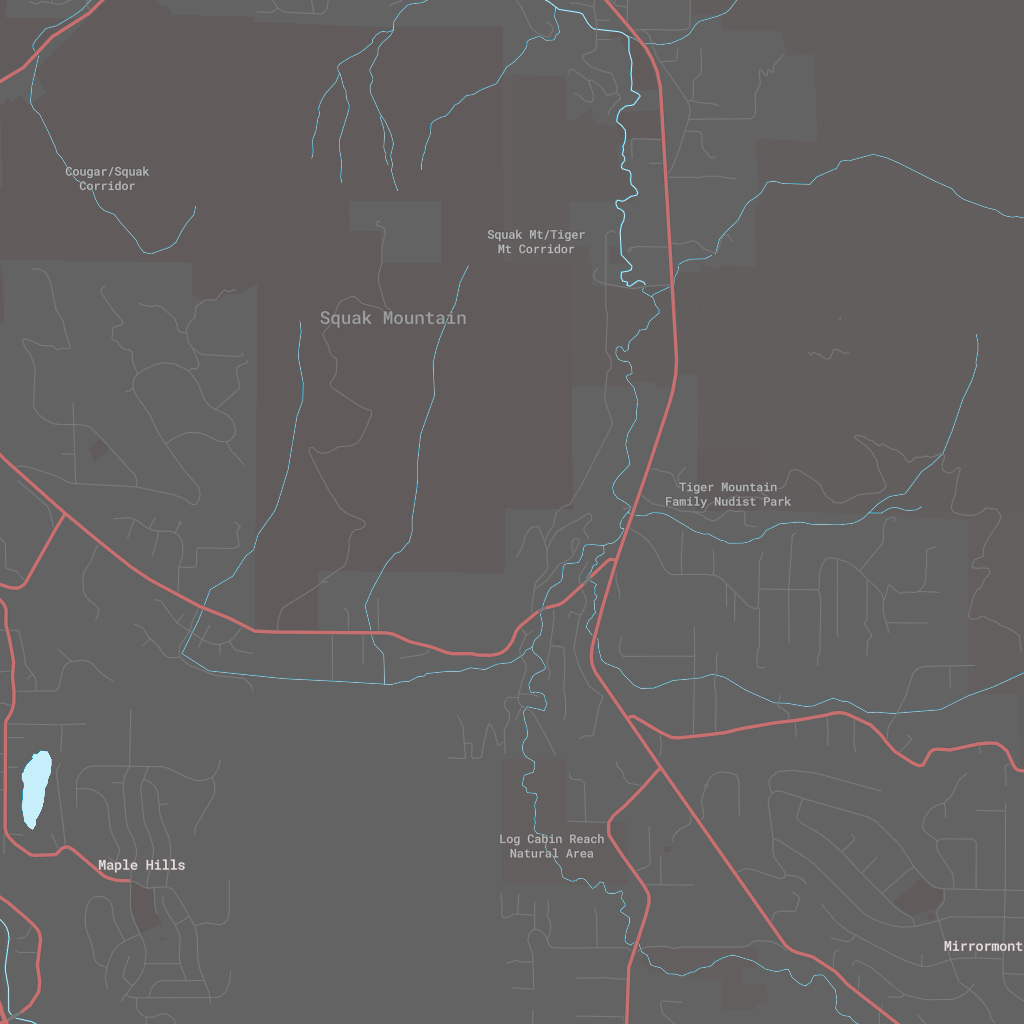 Cougar/Squak
Corridor
Squak Mt/Tiger
Mt Corridor
Squak Mountain
Tiger Mountain
Family Nudist Park
Log Cabin Reach
Natural Area
Maple Hills
Mirrormont